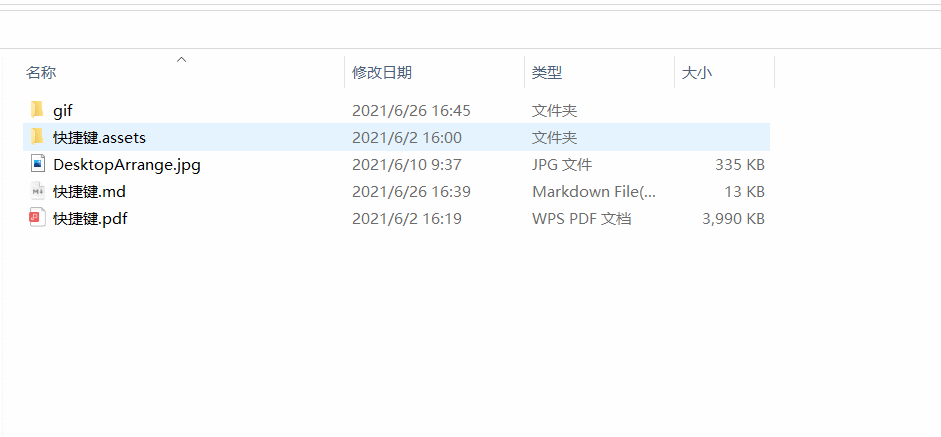 名称 修改日期 类型 大小
gif 2021/6/26 16:45 文件夹
快捷键.assets 2021/6/2 16:00 文件夹
DesktopArrange.jpg 2021/6/10 9:37 JPG 文件 335 KB
快捷键.md 2021/6/26 16:39 Markdown File(... 13 KB
快捷键.pdf 2021/6/2 16:19 WPS PDF 文档 3,990 KB